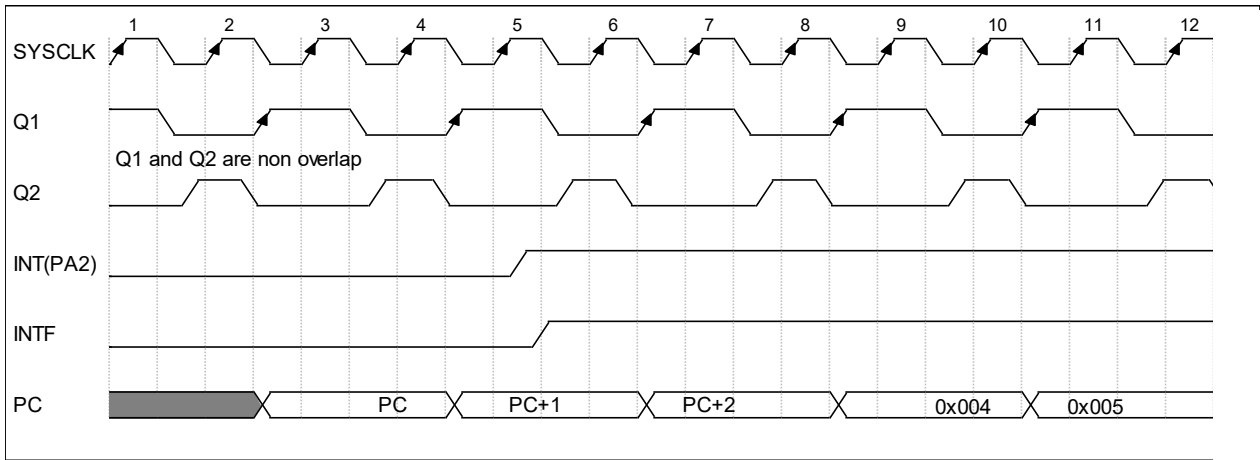 1 2 3 4 5 6 7 8 9 10 11 12
SYSCLK
Q1
Q1 and Q2 are non overlap
Q2
INT(PA2)
INTF
PC PC PC+1 PC+2 0x004 0x005